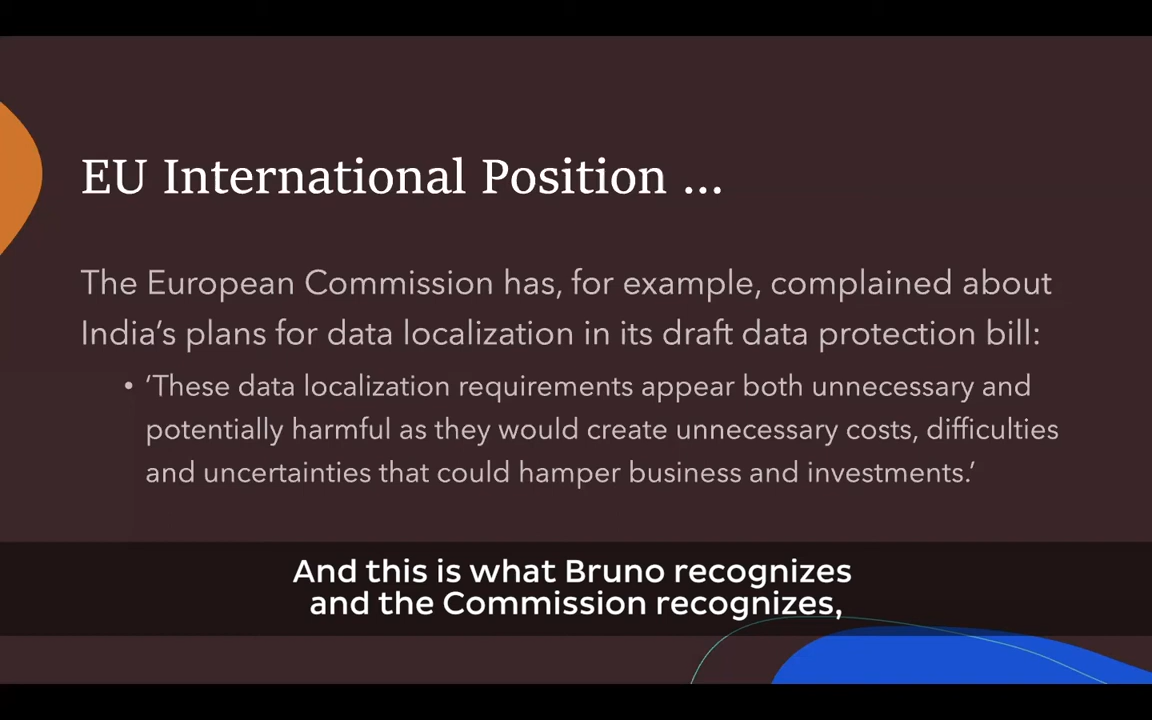 EU International Position ...
The European Commission has, for example, complained about
India's plans for data localization in its draft data protection bill:
• ‘These data localization requirements appear both unnecessary and
potentially harmful as they would create unnecessary costs, difficulties
and uncertainties that could hamper business and investments.’
And this is what Bruno recognizes
and the Commission recognizes,